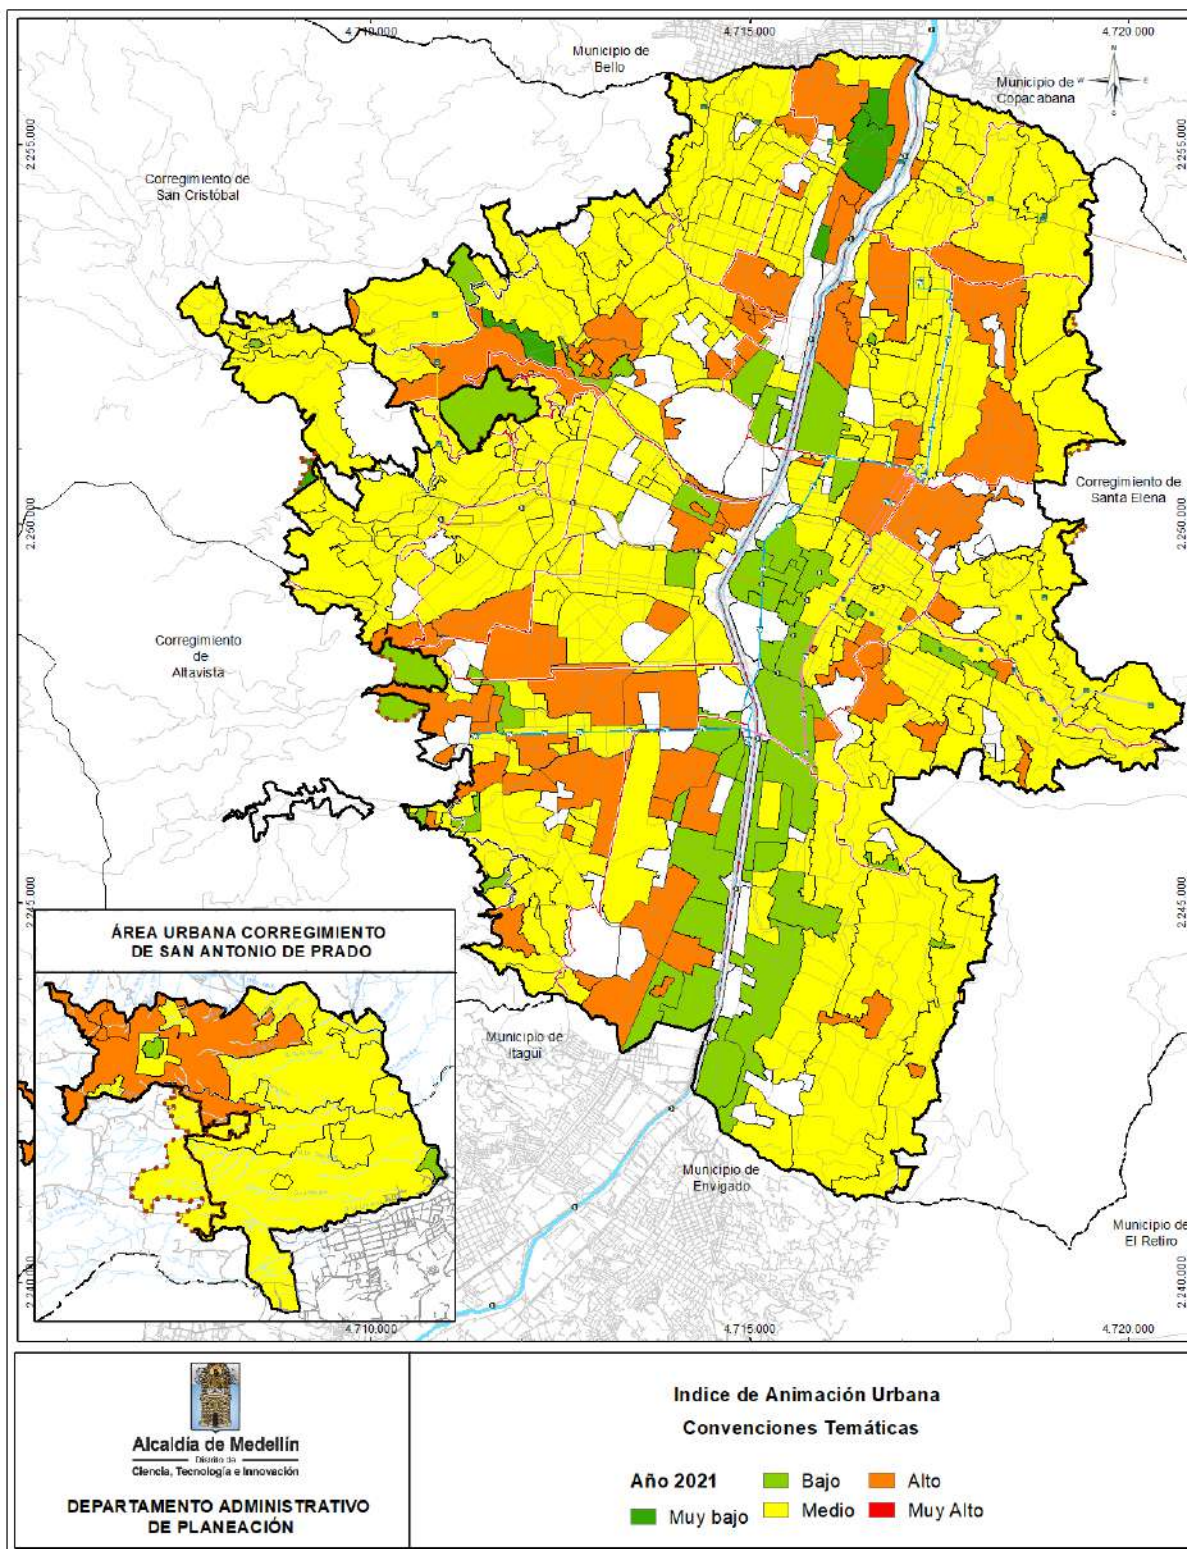 4.710.000
4.715.000
4.720.000
Municipio de
Bello
Municipio de
Copacabana
N
W
E
2.255.000
2.255.000
Corregimiento de
San Cristóbal
Corregimiento de
Santa Elena
2.250.000
2.250.000
Corregimiento
de
Altavista
2.245.000
2.245.000
ÁREA URBANA CORREGIMIENTO
DE SAN ANTONIO DE PRADO
Municipio de
Itagui
Municipio de
Envigado
Municipio de
El Retiro
2.240.000
2.240.000
4.710.000
4.715.000
4.720.000
Alcaldía de Medellín
Distrito de
Ciencia, Tecnología e Innovación
DEPARTAMENTO ADMINISTRATIVO
DE PLANEACIÓN
Indice de Animación Urbana
Convenciones Temáticas
Año 2021
Muy bajo
Bajo
Medio
Alto
Muy Alto